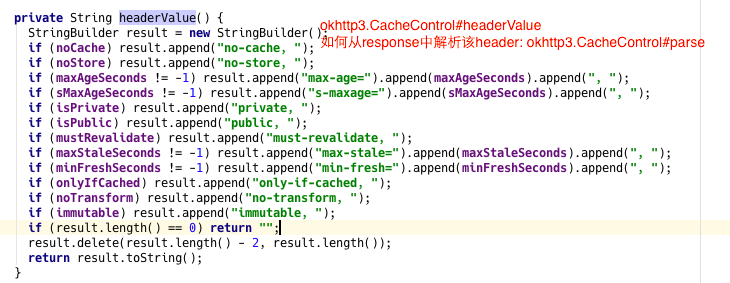 private String headerValue() {
okhttp3.CacheControl#headerValue
StringBuilder result = new StringBuilder();
如何从response中解析该header: okhttp3.CacheControl#parse
if (noCache) result.append("no-cache, ");
if (noStore) result.append("no-store, ");
if (maxAgeSeconds != -1) result.append("max-age=").append(maxAgeSeconds).append(", ");
if (sMaxAgeSeconds != -1) result.append("s-maxage=").append(sMaxAgeSeconds).append(", ");
if (isPrivate) result.append("private, ");
if (isPublic) result.append("public, ");
if (mustRevalidate) result.append("must-revalidate, ");
if (maxStaleSeconds != -1) result.append("max-stale=").append(maxStaleSeconds).append(", ");
if (minFreshSeconds != -1) result.append("min-fresh=").append(minFreshSeconds).append(", ");
if (onlyIfCached) result.append("only-if-cached, ");
if (noTransform) result.append("no-transform, ");
if (immutable) result.append("immutable, ");
if (result.length() == 0) return "";
result.delete(result.length() - 2, result.length());
return result.toString();
}